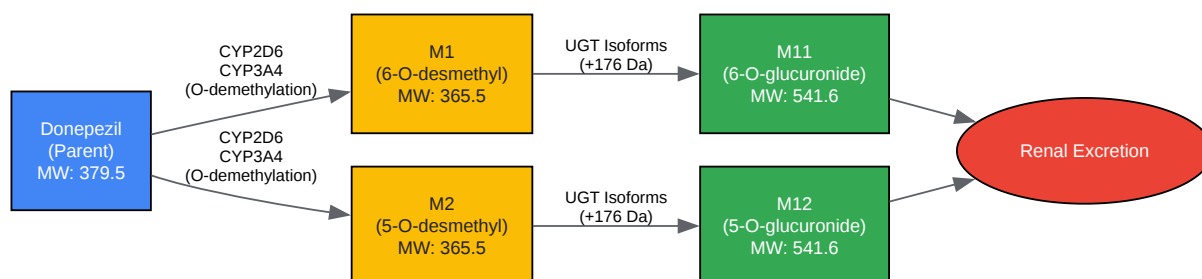 Donepezil
(Parent)
MW: 379.5
CYP2D6
CYP3A4
(O-demethylation)
CYP2D6
CYP3A4
(O-demethylation)
M1
(6-O-desmethyl)
MW: 365.5
M2
(5-O-desmethyl)
MW: 365.5
UGT Isoforms
(+176 Da)
UGT Isoforms
(+176 Da)
M11
(6-O-glucuronide)
MW: 541.6
M12
(5-O-glucuronide)
MW: 541.6
Renal Excretion